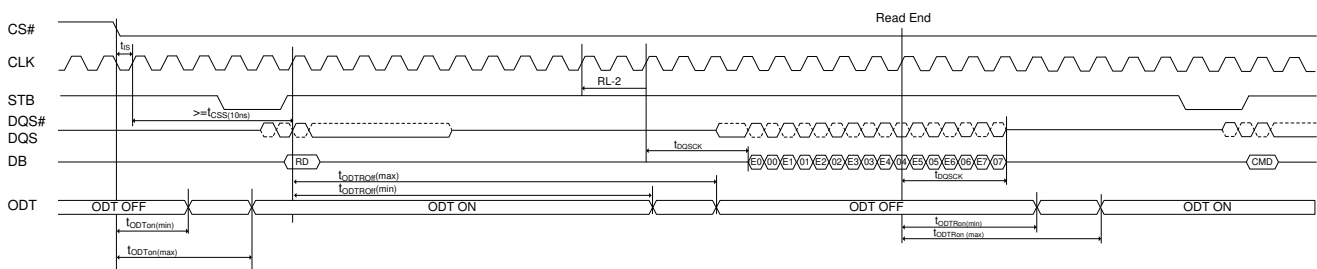 Read End
CS#
tIS
CLK
RL-2
STB
>=tCSS(10ns)
DQS#
DQS
tDQSCK
DB
RD
E0 00 E1 01 E2 02 E3 03 E4 04 E5 05 E6 06 E7 07
CMD
tODTROff(max)
tDQSCK
tODTROff(min)
ODT
ODT OFF
ODT ON
ODT OFF
ODT ON
tODTon(min)
tODTRon(min)
tODTRon (max)
tODTon(max)